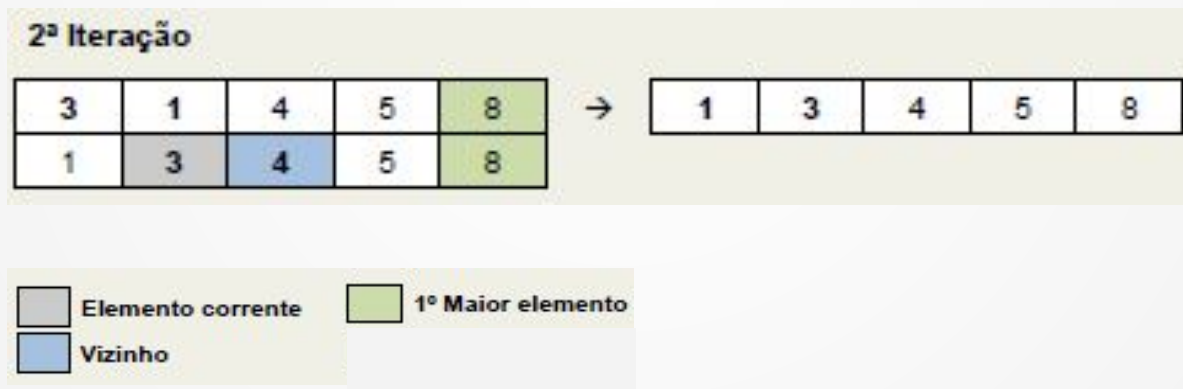 2ª Iteração
3 1 4 5 8 → 1 3 4 5 8
1 3 4 5 8
Elemento corrente 1º Maior elemento
Vizinho